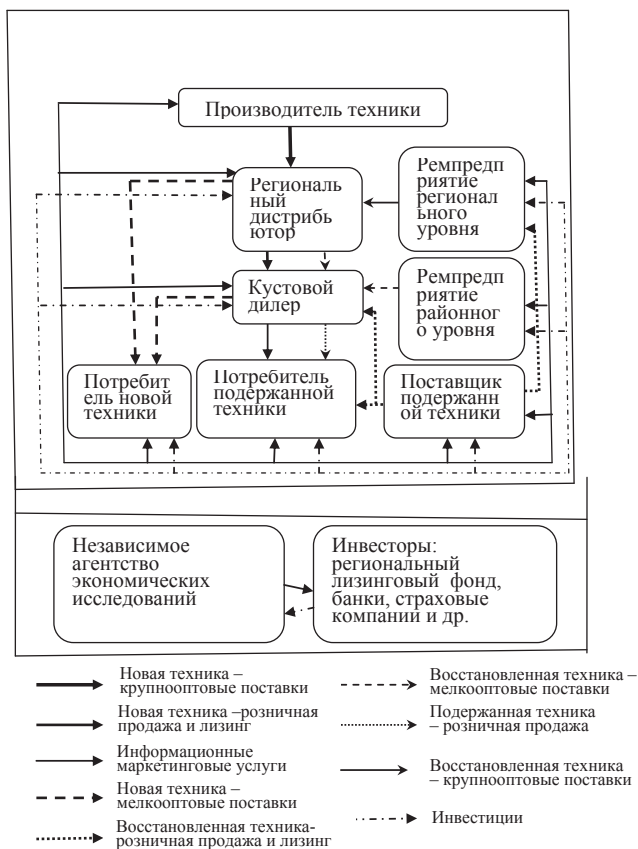 Производитель техники
Региональ
ный
дистрибь
ютор
Ремпредп
риятие
регионал
ьного
уровня
Кустовой
дилер
Ремпредп
риятие
районног
о уровня
Потребит
ель новой
техники
Потребитель
подержанной
техники
Поставщик
подержан
ной техники
Независимое
агентство
экономических
исследований
Инвесторы:
региональный
лизинговый фонд,
банки, страховые
компании и др.
Новая техника –
крупнооптовые поставки
Новая техника –розничная
продажа и лизинг
Информационные
маркетинговые услуги
Новая техника –
мелкооптовые поставки
Восстановленная техника-
розничная продажа и лизинг
Восстановленная техника –
мелкооптовые поставки
Подержанная техника
– розничная продажа
Восстановленная техника
– крупнооптовые поставки
Инвестиции